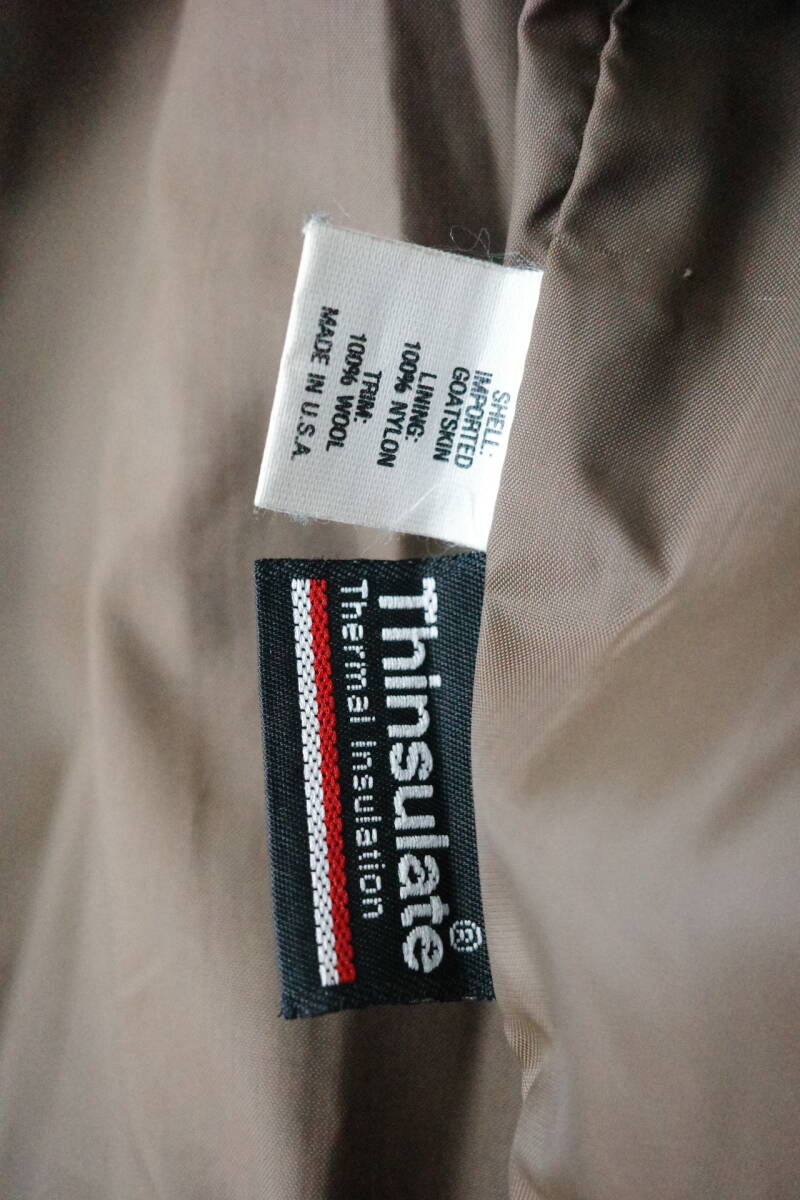 SHELL:
IMPORTED
GOATSKIN
LINING:
100% NYLON
TRIM:
100% WOOL
MADE IN U.S.A.
Thinsulate®
Thermal Insulation